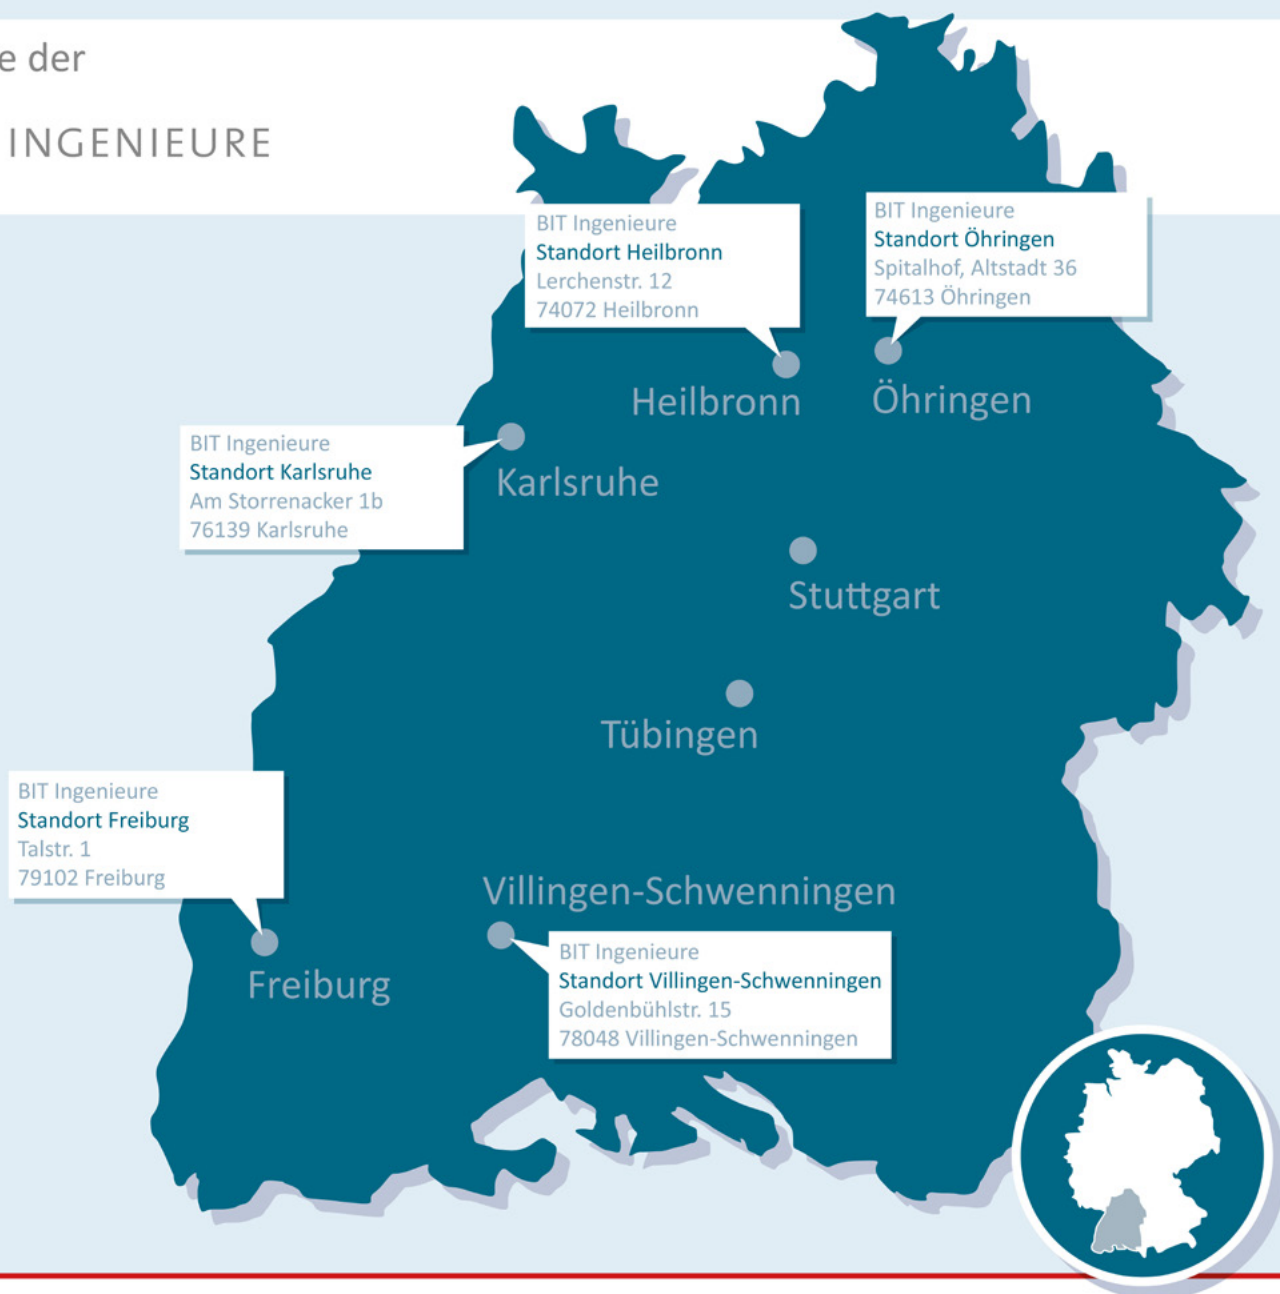 e der
INGENIEURE
BIT Ingenieure
Standort Heilbronn
Lerchenstr. 12
74072 Heilbronn
BIT Ingenieure
Standort Öhringen
Spitalhof, Altstadt 36
74613 Öhringen
Heilbronn
Öhringen
BIT Ingenieure
Standort Karlsruhe
Am Storrenacker 1b
76139 Karlsruhe
Karlsruhe
Stuttgart
Tübingen
BIT Ingenieure
Standort Freiburg
Talstr. 1
79102 Freiburg
Freiburg
Villingen-Schwenningen
BIT Ingenieure
Standort Villingen-Schwenningen
Goldenbühlstr. 15
78048 Villingen-Schwenningen